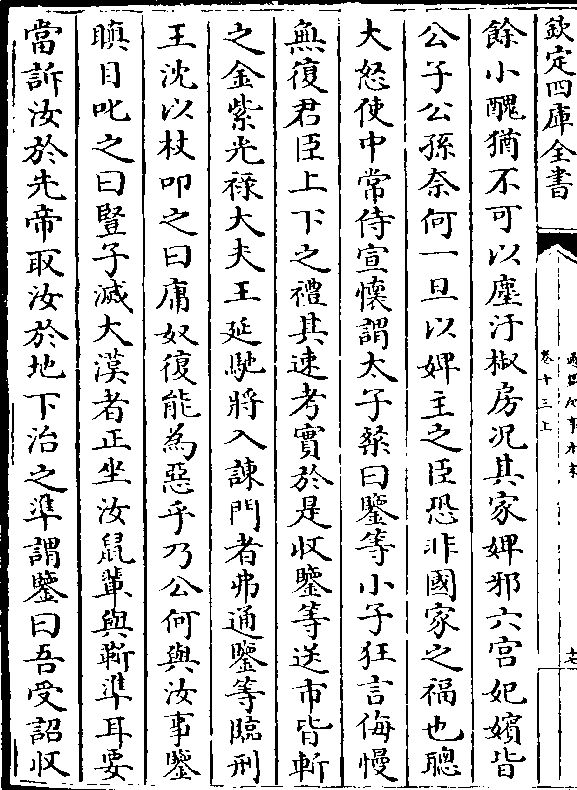 欽定四庫全書
卷十三上
餘小醜猶不可以塵汙椒房況其家婢邪六宮妃嬪皆
公子公孫奈何一旦以婢主之臣恐非國家之福也聰
大怒使中常侍宣懷謂太子粲曰鑒等小子狂言侮慢
無復君臣上下之禮其速考實於是收鑒等送市皆斬
之金紫光祿大夫王延馳將入諫門者弗通鑒等臨刑
王沈以杖叩之曰庸奴復能為惡乎乃公何與汝事鑒
瞋目叱之曰豎子滅大漢者正坐汝鼠輩與靳準耳要
當訴汝於先帝取汝於地下治之準謂鑒曰吾受詔收